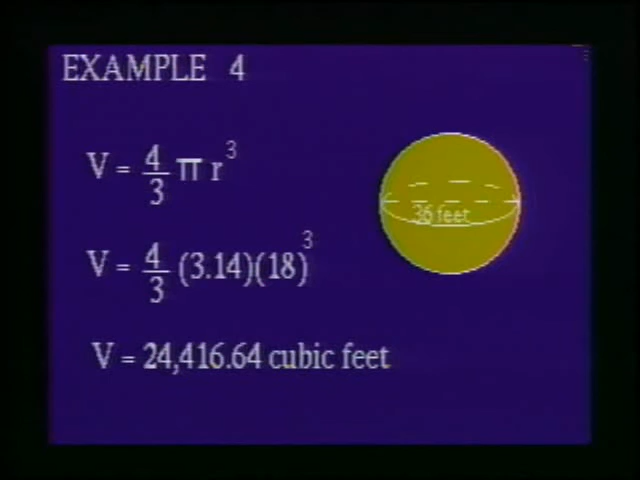 EXAMPLE 4
V = 4/3 π r³
36 feet
V = 4/3 (3.14)(18)³
V = 24,416.64 cubic feet